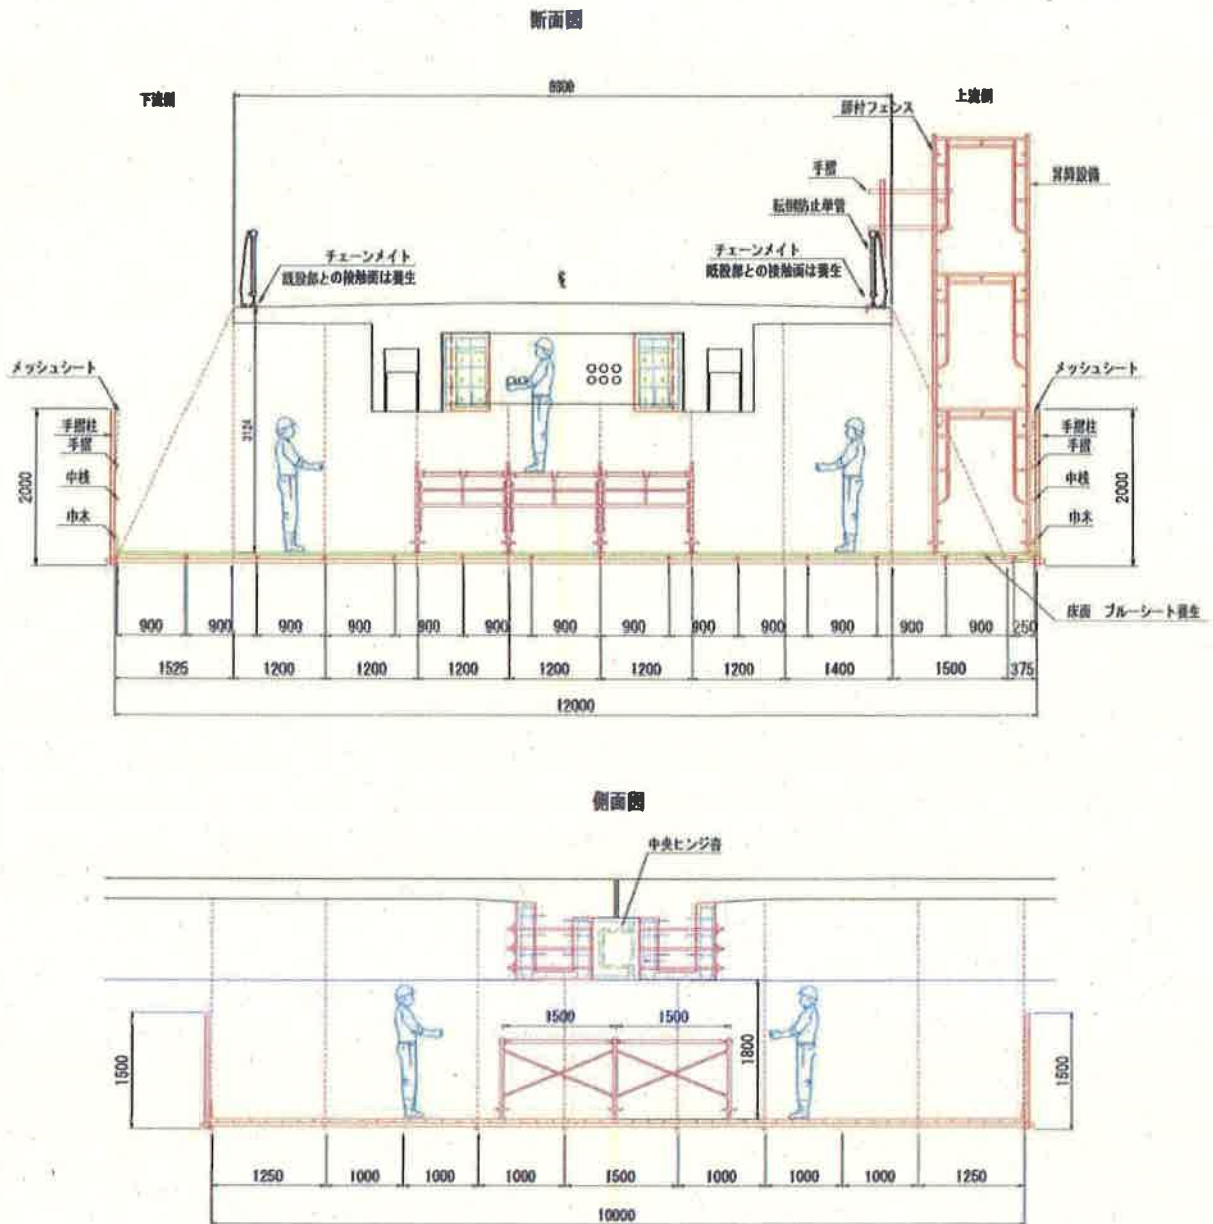 断面図
下流側
上流側
8600
扉付フェンス
手摺
昇降設備
転倒防止単管
チェーンメイト
既設部との接触面は養生
チェーンメイト
既設部との接触面は養生
℄
メッシュシート
メッシュシート
手摺柱
手摺
中桟
巾木
2000
3124
手摺柱
手摺
中桟
巾木
2000
床面 ブルーシート養生
900 900 900 900 900 900 900 900 900 900 900 900 900 250
1525 1200 1200 1200 1200 1200 1200 1400 1500 375
12000
側面図
中央ヒンジ沓
1500 1500
1800
1500
1500
1250 1000 1000 1000 1500 1000 1000 1000 1250
10000